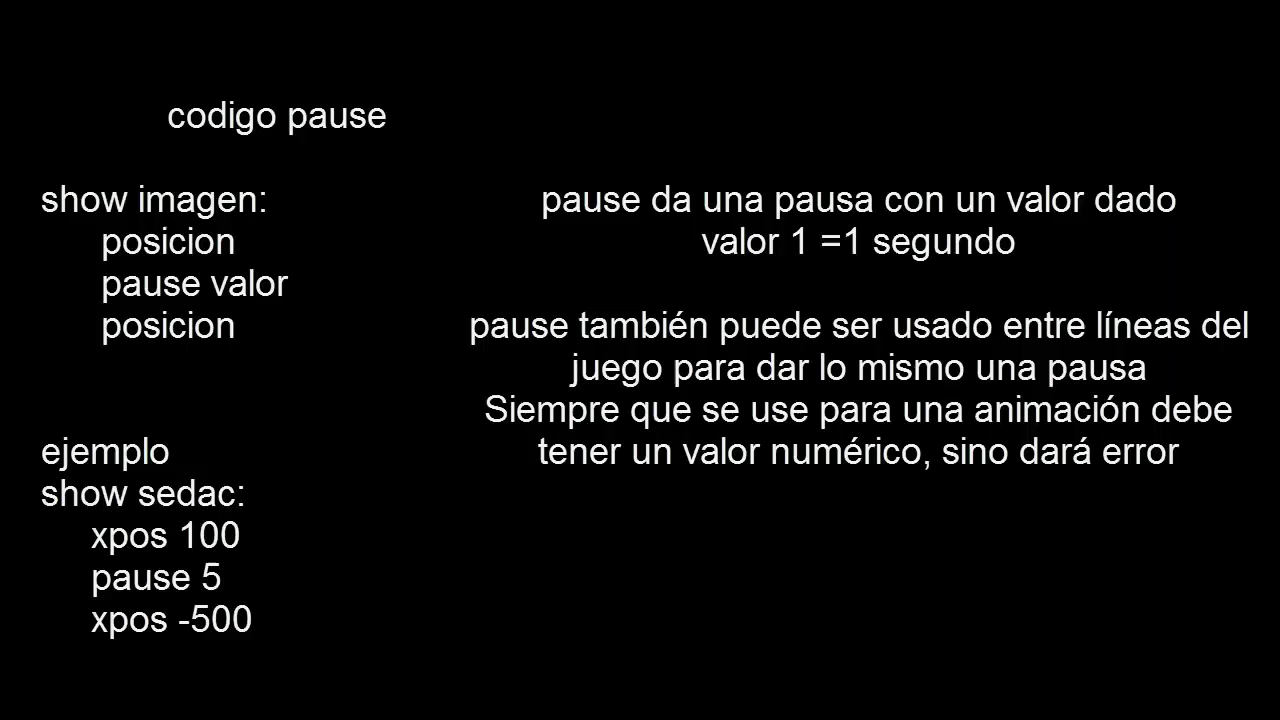 codigo pause
show imagen:
posicion
pause valor
posicion
ejemplo
show sedac:
xpos 100
pause 5
xpos -500
pause da una pausa con un valor dado
valor 1 =1 segundo
pause también puede ser usado entre líneas del
juego para dar lo mismo una pausa
Siempre que se use para una animación debe
tener un valor numérico, sino dará error